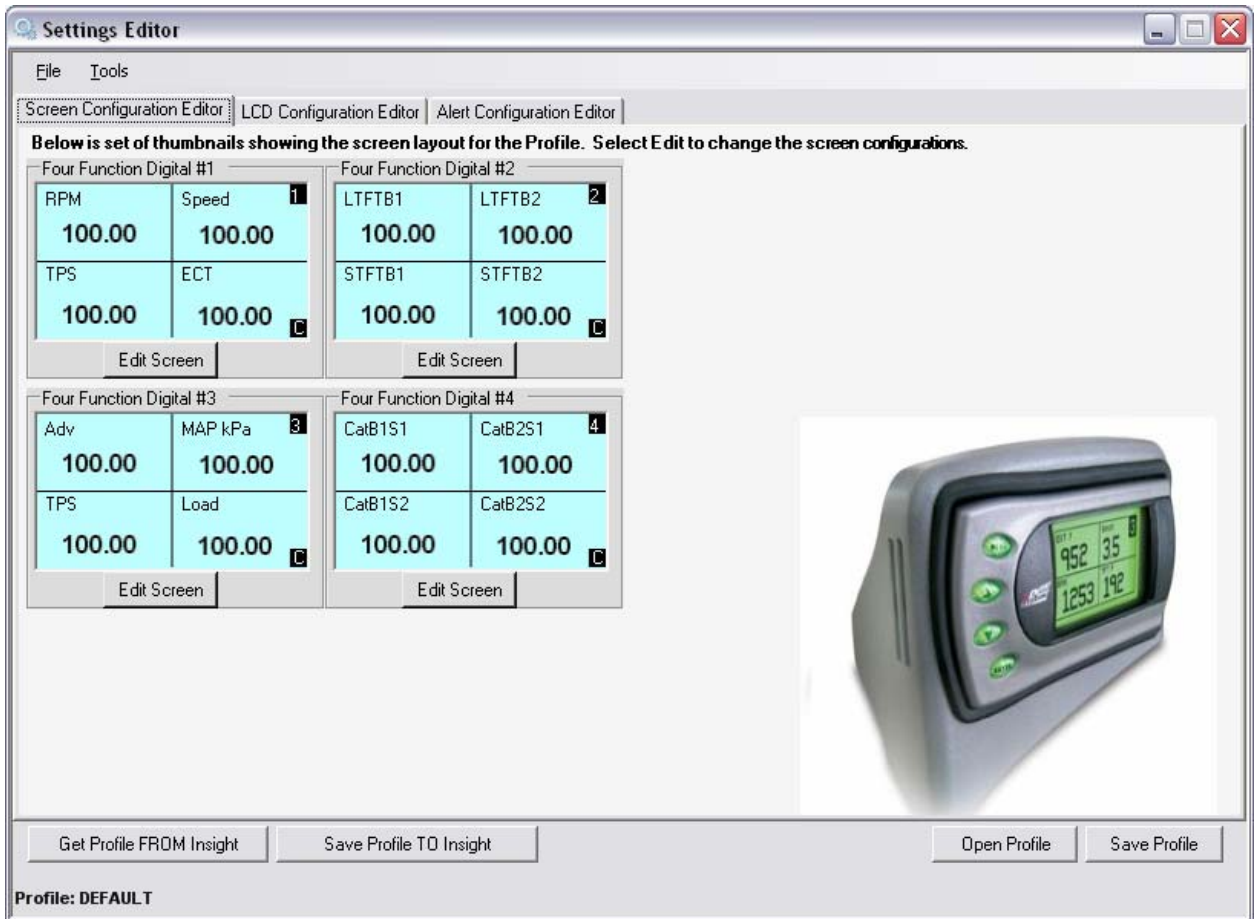 Settings Editor
File Tools
Screen Configuration Editor LCD Configuration Editor Alert Configuration Editor
Below is set of thumbnails showing the screen layout for the Profile. Select Edit to change the screen configurations.
Four Function Digital #1
RPM Speed 1
100.00 100.00
TPS ECT
100.00 100.00 C
Edit Screen
Four Function Digital #2
LTFTB1 LTFTB2 2
100.00 100.00
STFTB1 STFTB2
100.00 100.00 C
Edit Screen
Four Function Digital #3
Adv MAP kPa 3
100.00 100.00
TPS Load
100.00 100.00 C
Edit Screen
Four Function Digital #4
CatB1S1 CatB2S1 4
100.00 100.00
CatB1S2 CatB2S2
100.00 100.00 C
Edit Screen
952 3.5
1253 192
Get Profile FROM Insight Save Profile TO Insight Open Profile Save Profile
Profile: DEFAULT